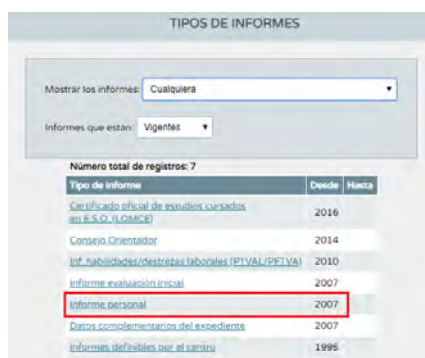 TIPOS DE INFORMES
Mostrar los informes: Cualquiera
Informes que están: Vigentes
Número total de registros: 7
Tipo de informe Desde Hasta
Certificado oficial de estudios cursados
en E.S.O. (LOMCE) 2016
Consejo Orientador 2014
Inf. habilidades/destrezas laborales (PTVAL/PFTVA) 2010
Informe evaluación inicial 2007
Informe personal 2007
Datos complementarios del expediente 2007
Informes definibles por el centro 1995